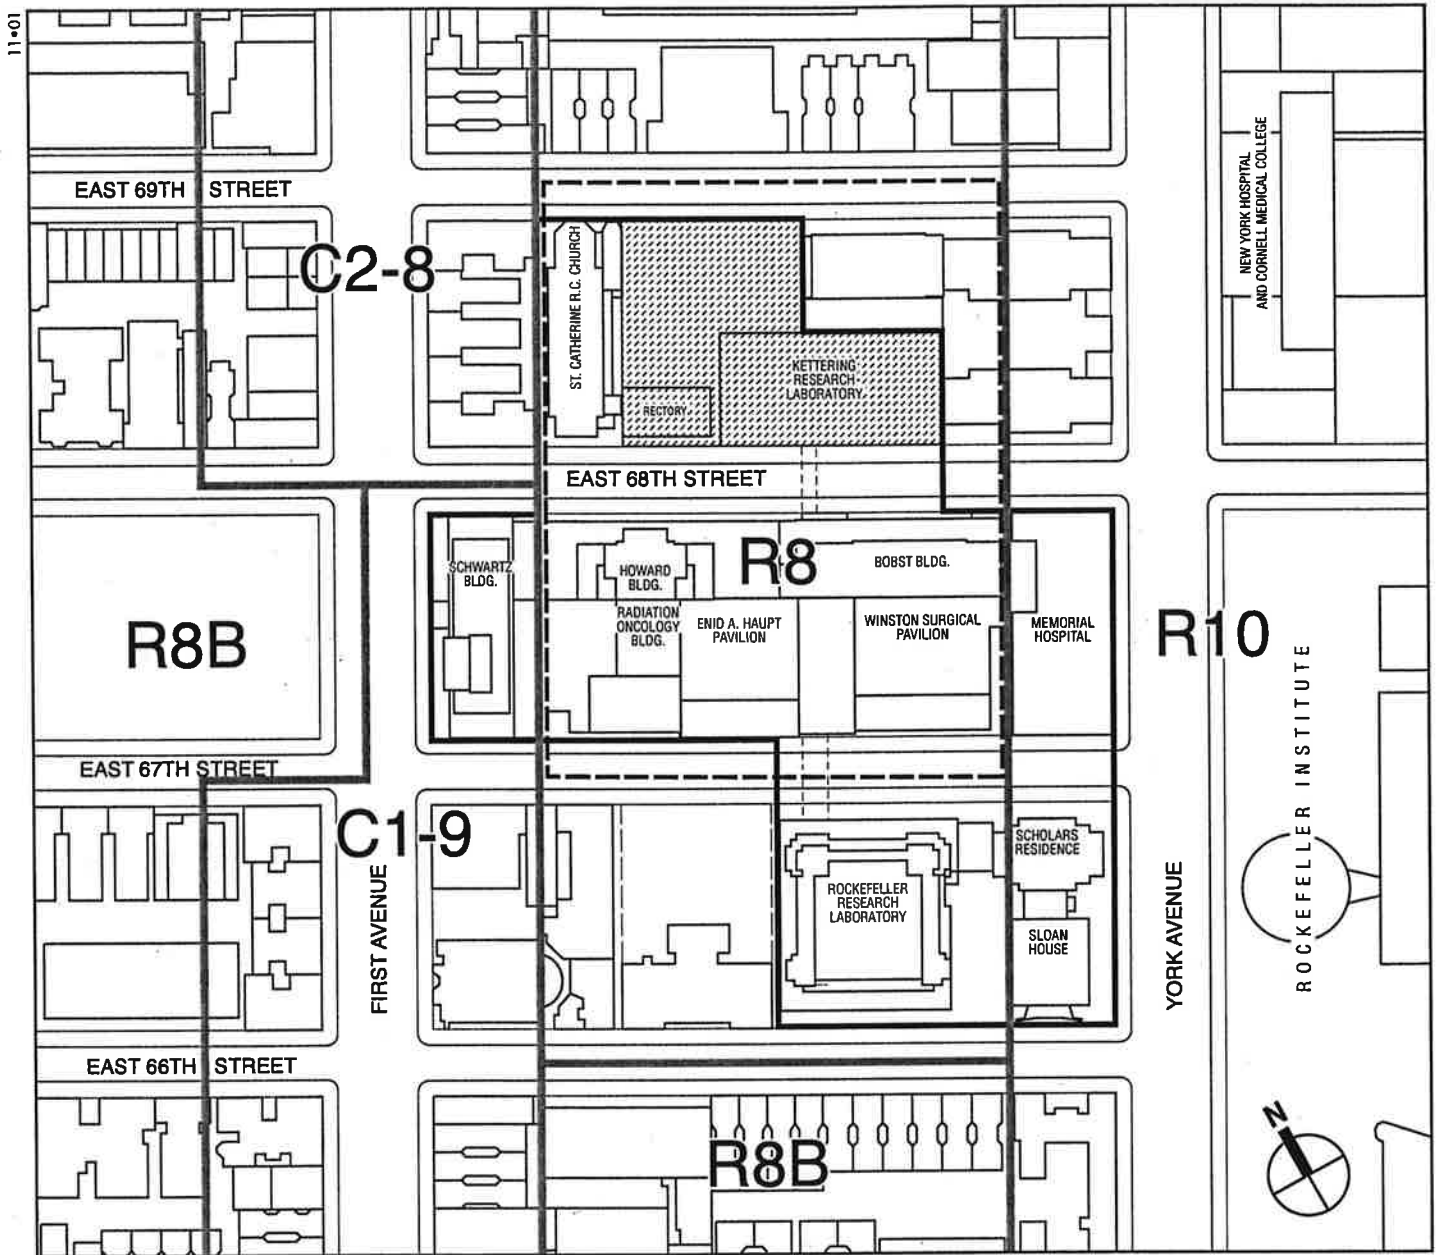 11•01
EAST 69TH STREET
C2-8
ST. CATHERINE R.C. CHURCH
KETTERING
RESEARCH
LABORATORY
RECTORY
NEW YORK HOSPITAL
AND CORNELL MEDICAL COLLEGE
EAST 68TH STREET
SCHWARTZ
BLDG.
HOWARD
BLDG.
R8
BOBST BLDG.
RADIATION
ONCOLOGY
BLDG.
ENID A. HAUPT
PAVILION
WINSTON SURGICAL
PAVILION
MEMORIAL
HOSPITAL
R8B
R10
EAST 67TH STREET
C1-9
FIRST AVENUE
ROCKEFELLER
RESEARCH
LABORATORY
SCHOLARS
RESIDENCE
SLOAN
HOUSE
YORK AVENUE
ROCKEFELLER INSTITUTE
EAST 66TH STREET
R8B
N